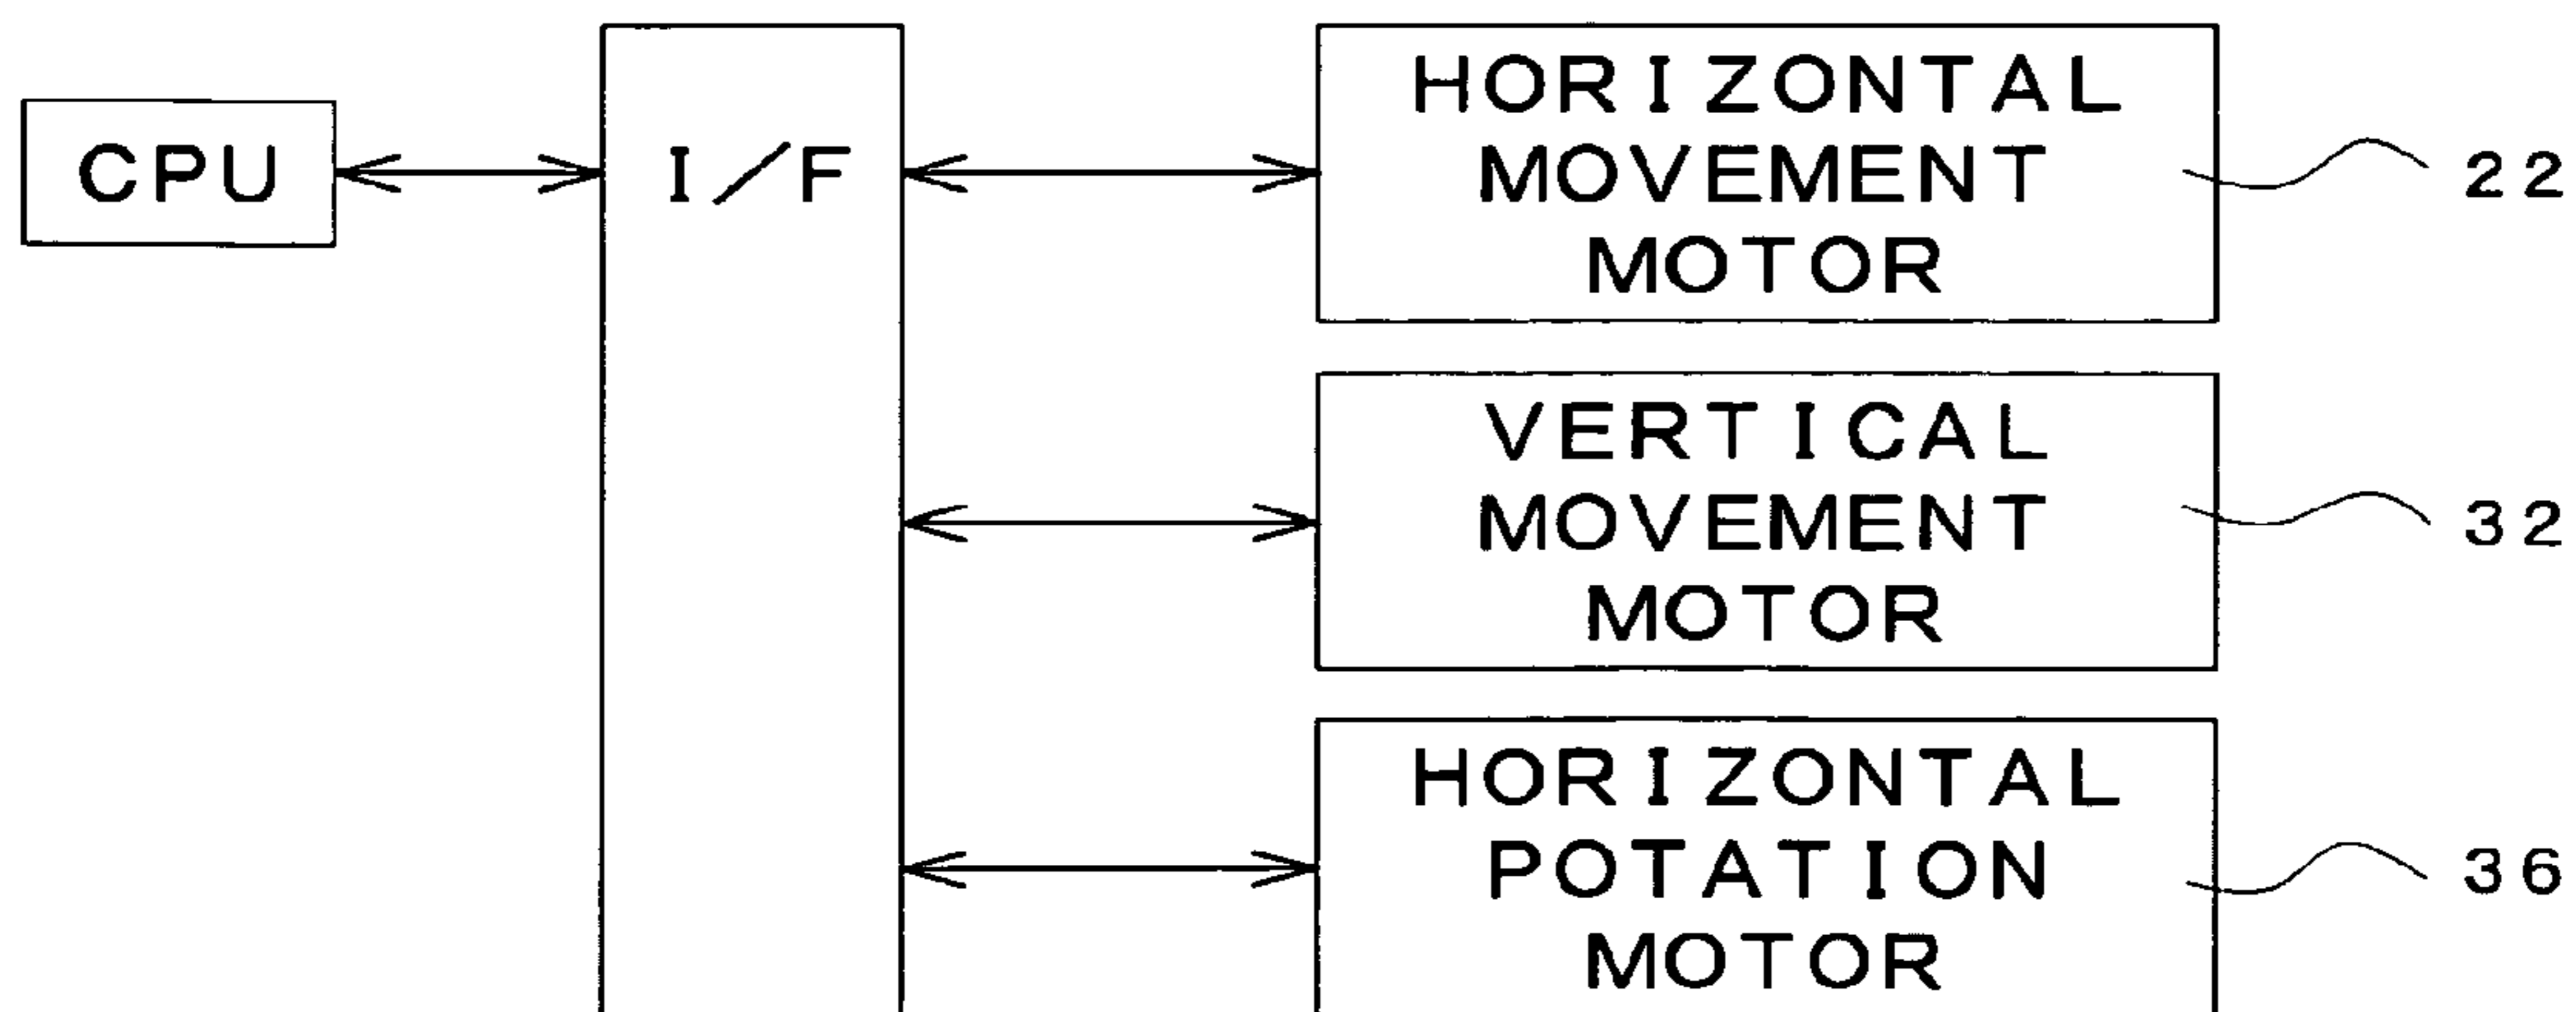 CPU
I/F
HORIZONTAL
MOVEMENT
MOTOR
22
VERTICAL
MOVEMENT
MOTOR
32
HORIZONTAL
POTATION
MOTOR
36